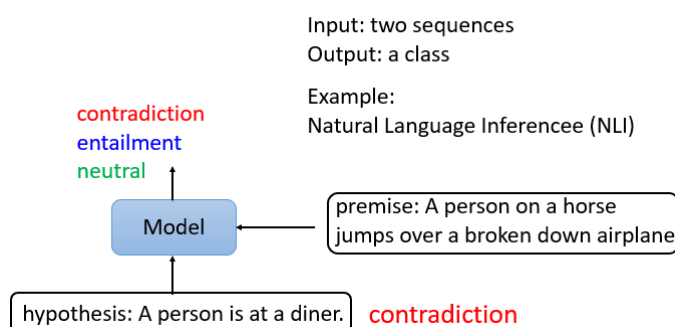 Input: two sequences
Output: a class
Example:
Natural Language Inferencee (NLI)
contradiction
entailment
neutral
Model
premise: A person on a horse
jumps over a broken down airplane
hypothesis: A person is at a diner.
contradiction